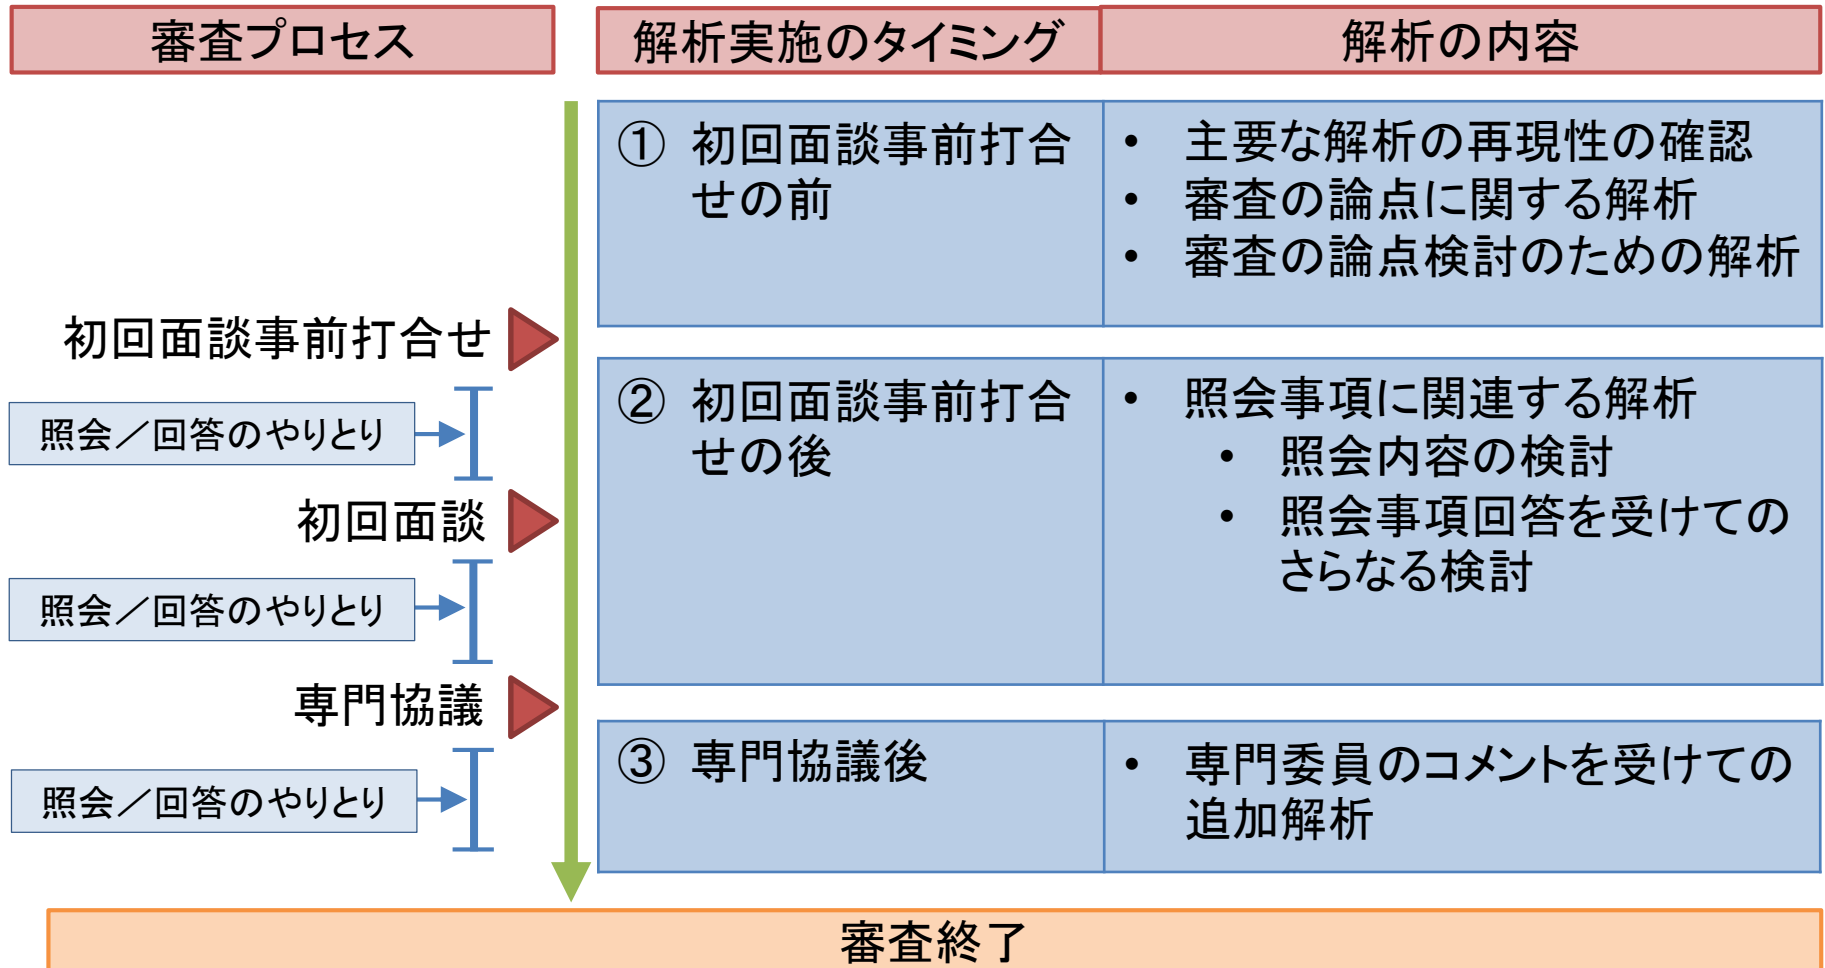 審査プロセス
解析実施のタイミング
解析の内容
① 初回面談事前打合
せの前
• 主要な解析の再現性の確認
• 審査の論点に関する解析
• 審査の論点検討のための解析
初回面談事前打合せ
照会／回答のやりとり
初回面談
照会／回答のやりとり
② 初回面談事前打合
せの後
• 照会事項に関連する解析
• 照会内容の検討
• 照会事項回答を受けての
さらなる検討
専門協議
照会／回答のやりとり
③ 専門協議後
• 専門委員のコメントを受けての
追加解析
審査終了